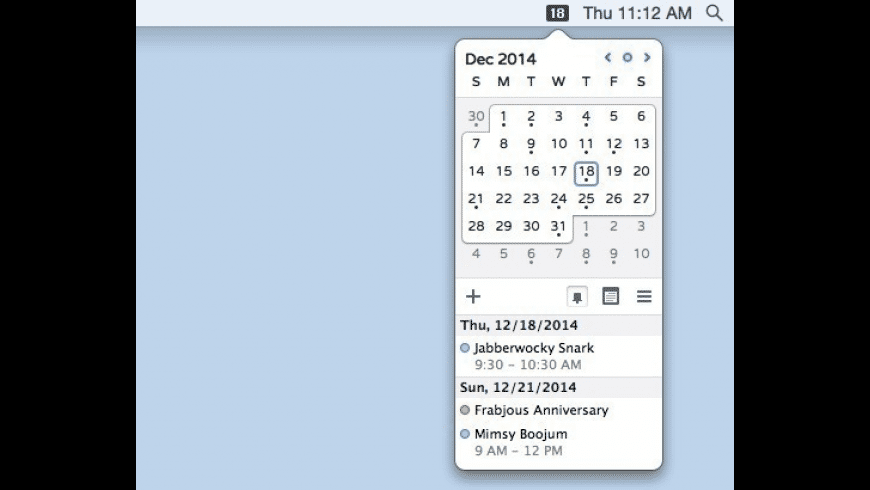 18 Thu 11:12 AM
Dec 2014
S M T W T F S
30 1 2 3 4 5 6
7 8 9 10 11 12 13
14 15 16 17 18 19 20
21 22 23 24 25 26 27
28 29 30 31 1 2 3
4 5 6 7 8 9 10
Thu, 12/18/2014
Jabberwocky Snark
9:30 – 10:30 AM
Sun, 12/21/2014
Frabjous Anniversary
Mimsy Boojum
9 AM – 12 PM